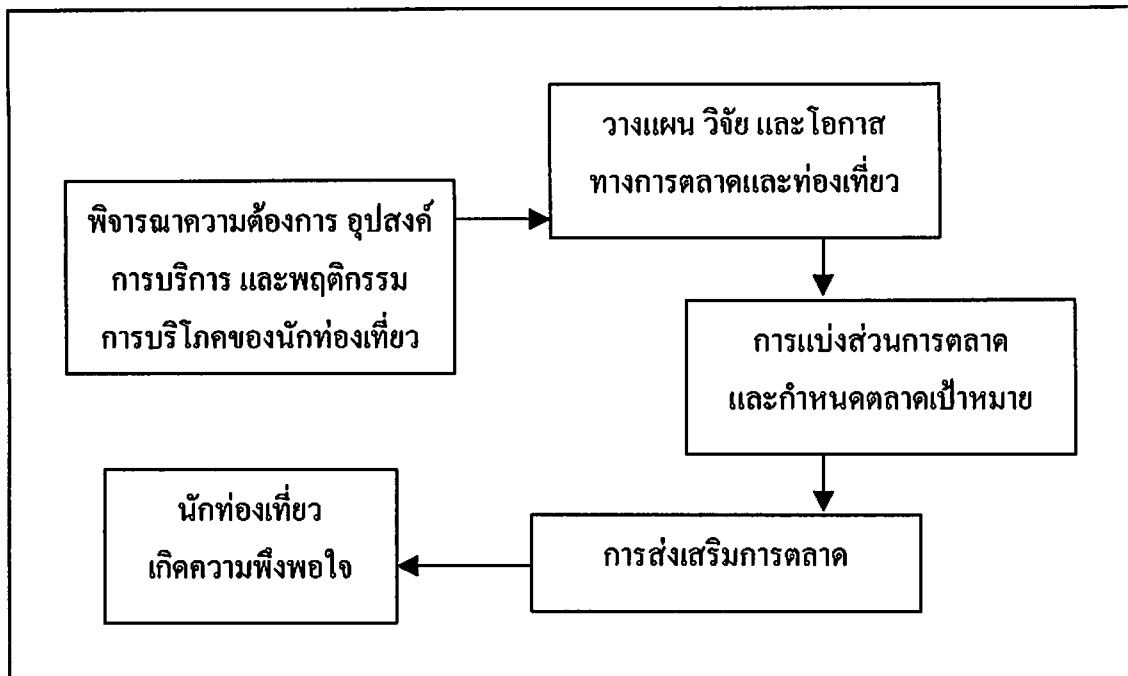 วางแผน วิจัย และโอกาส
ทางการตลาดและท่องเที่ยว
พิจารณาความต้องการ อุปสงค์
การบริการ และพฤติกรรม
การบริโภคของนักท่องเที่ยว
การแบ่งส่วนการตลาด
และกำหนดตลาดเป้าหมาย
นักท่องเที่ยว
เกิดความพึงพอใจ
การส่งเสริมการตลาด